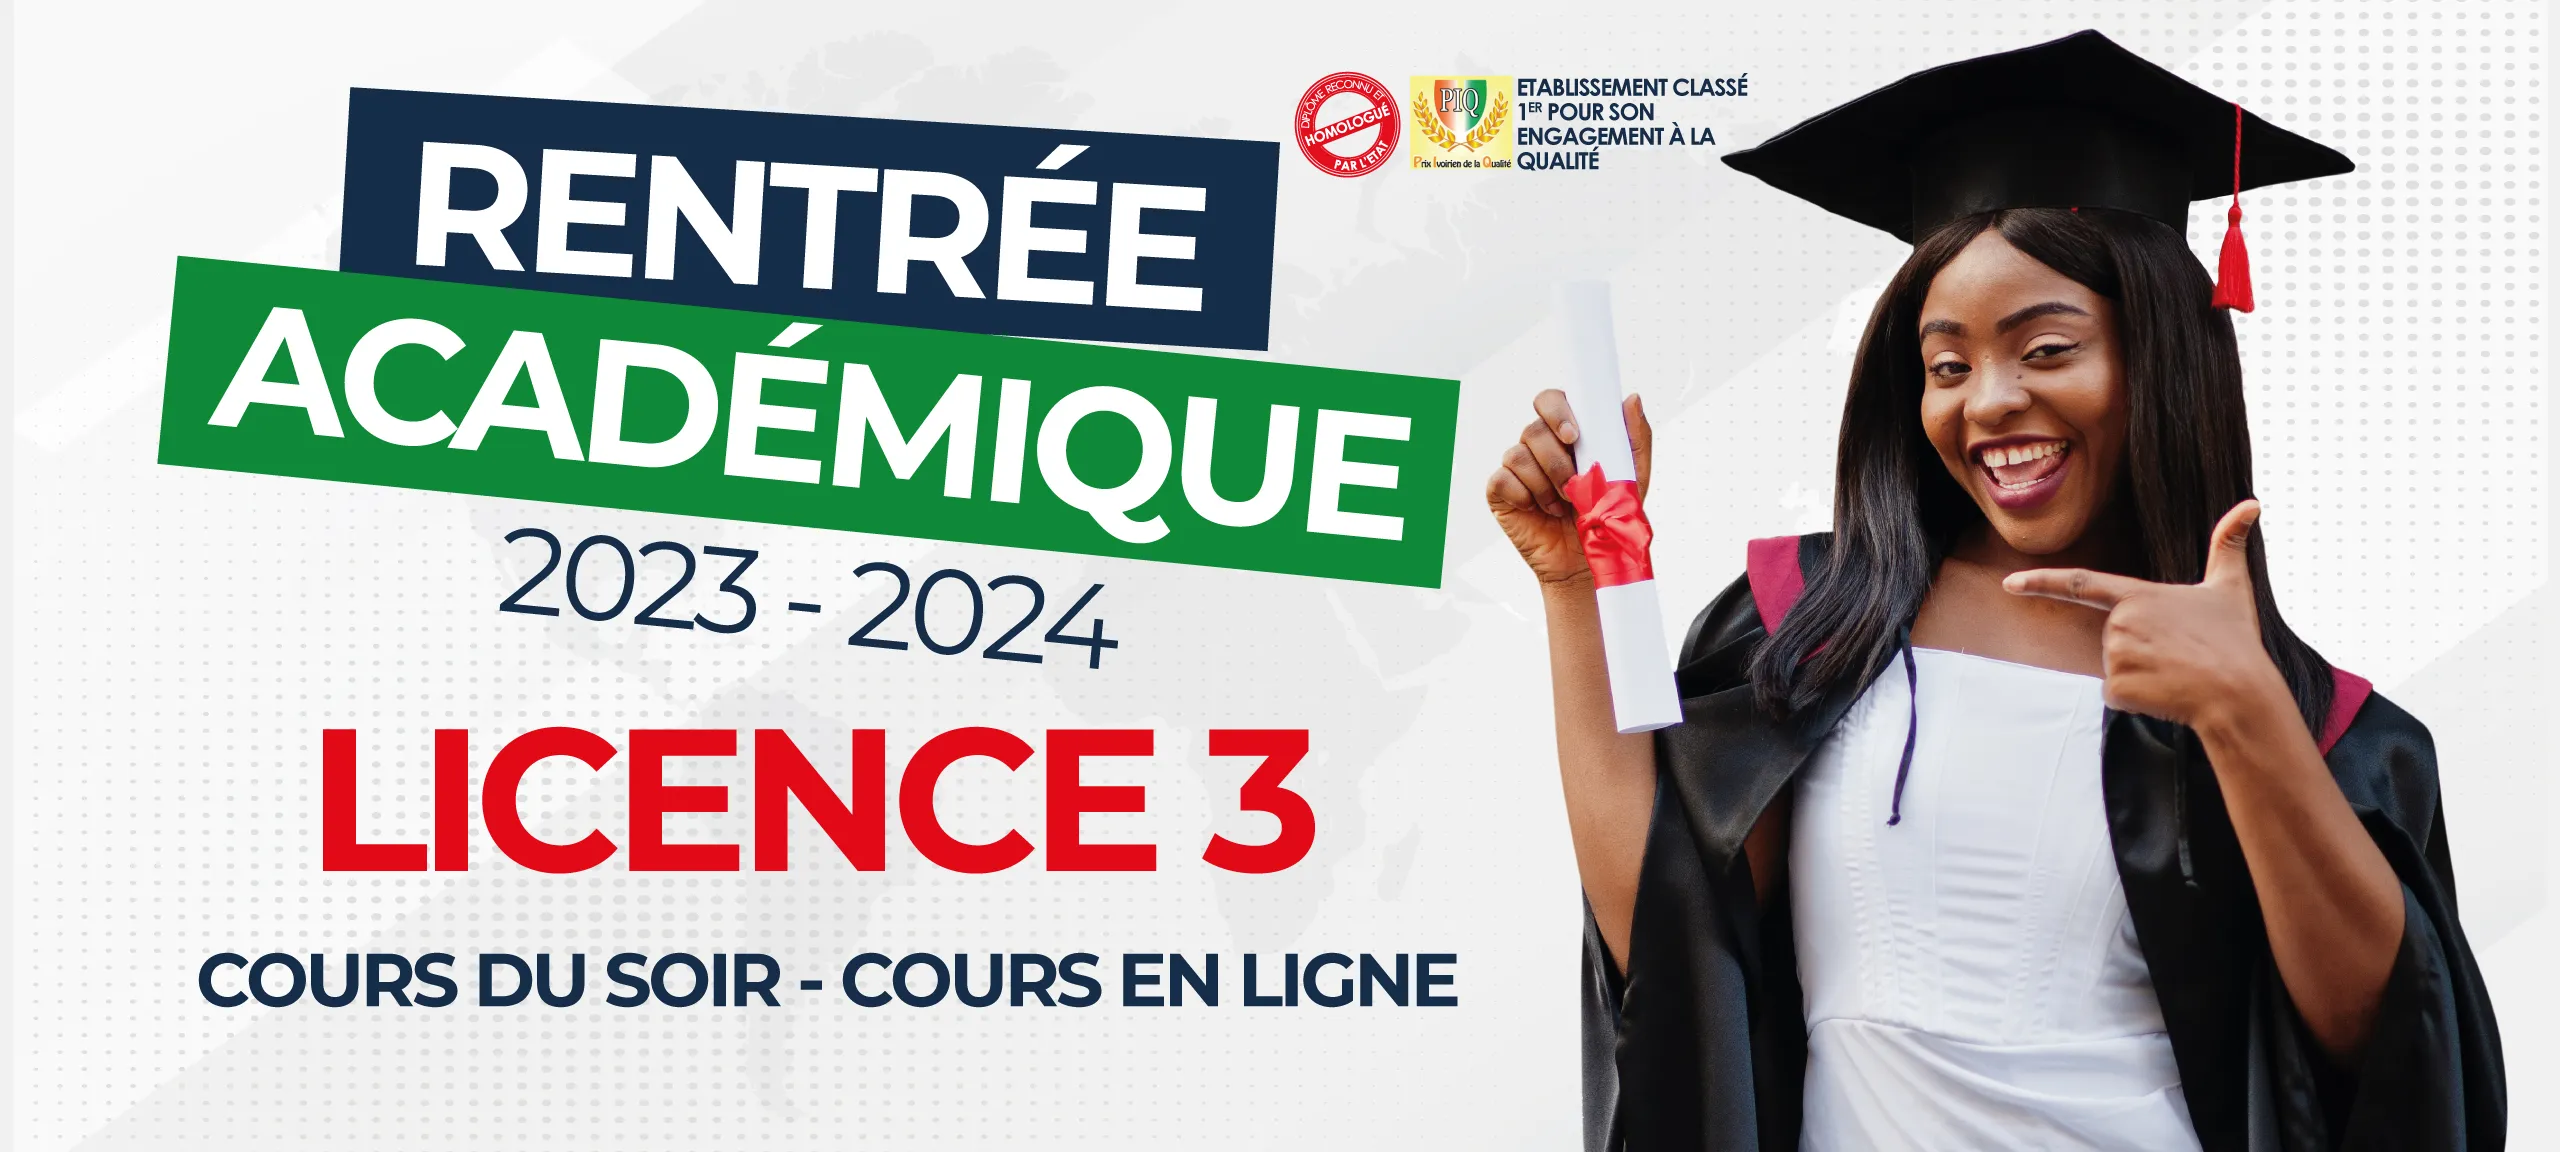 RENTRÉE
ACADÉMIQUE
2023 - 2024
LICENCE 3
COURS DU SOIR - COURS EN LIGNE
DIPLÔME RECONNU ET
HOMOLOGUÉ
PAR L'ETAT
PIQ
Prix Ivoirien de la Qualité
ETABLISSEMENT CLASSÉ
1ER POUR SON
ENGAGEMENT À LA
QUALITÉ